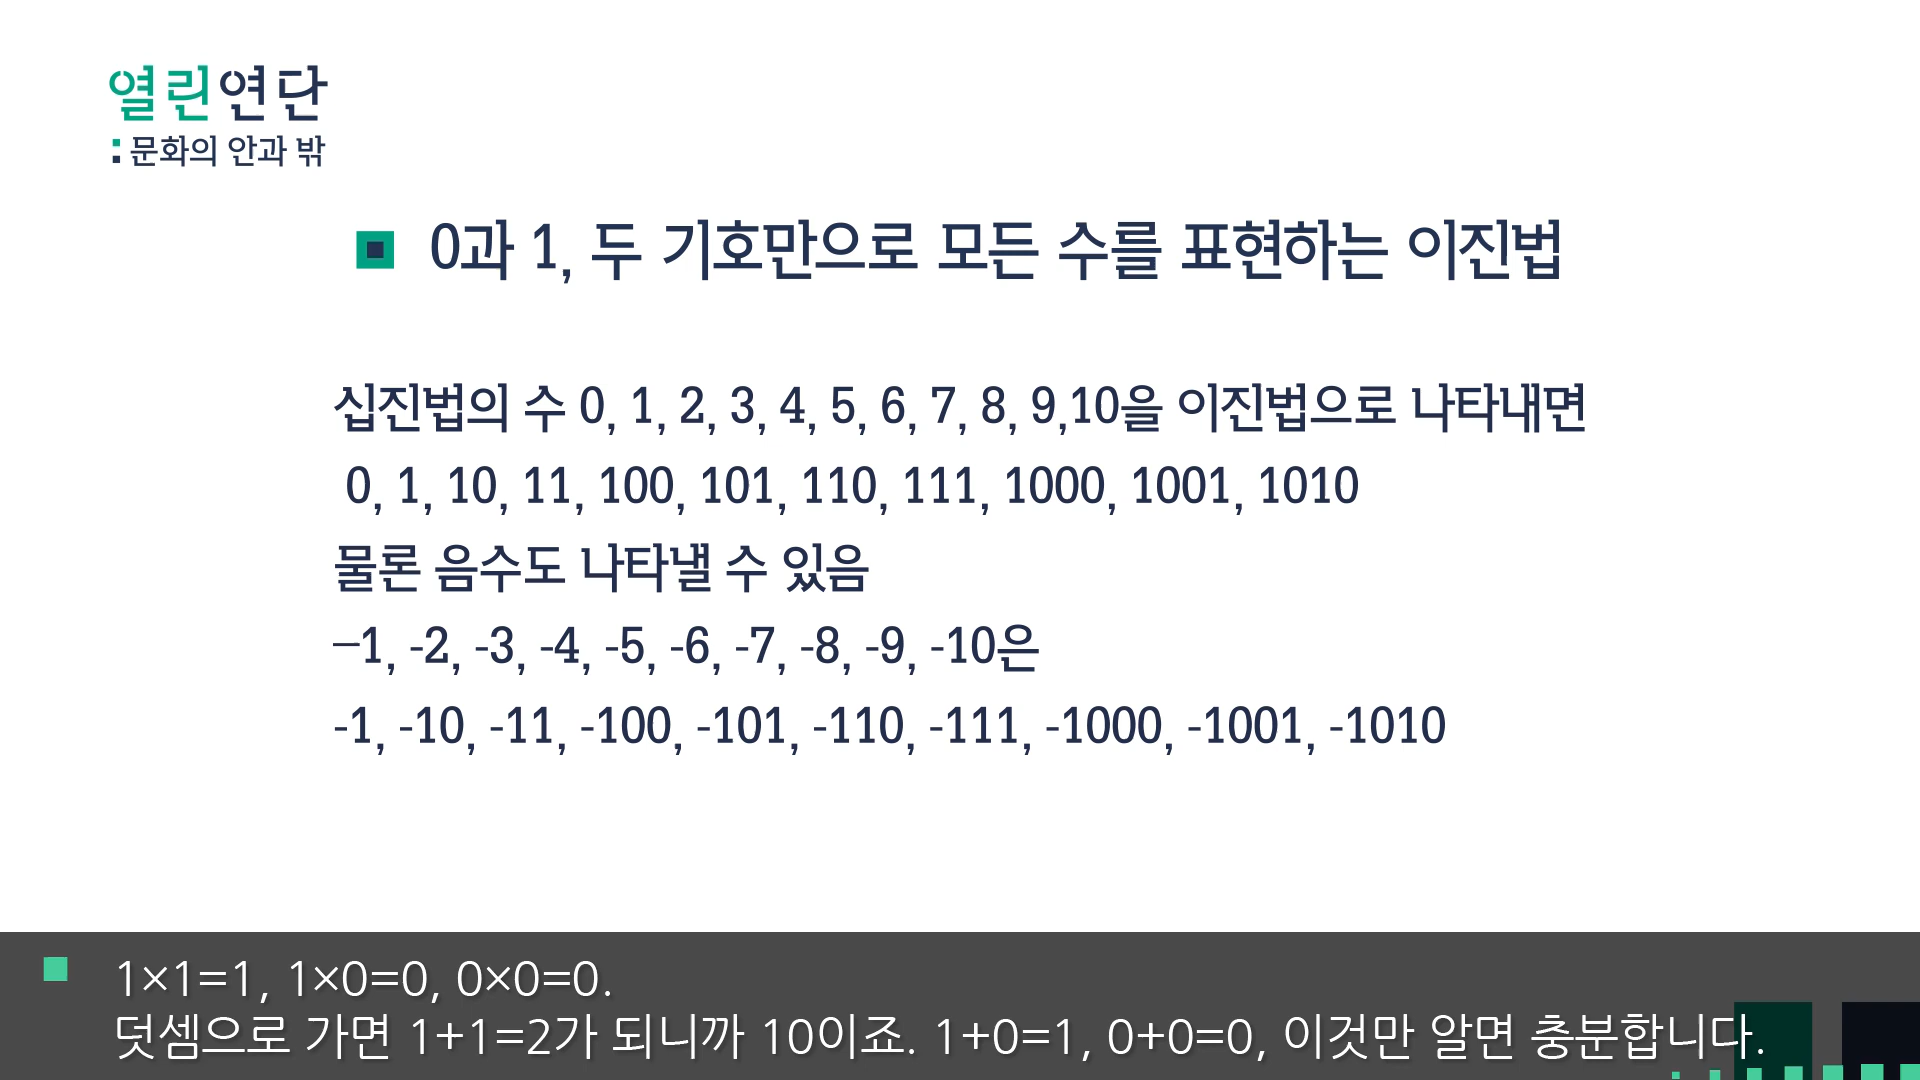 열린연단
:문화의 안과 밖
0과 1, 두 기호만으로 모든 수를 표현하는 이진법
십진법의 수 0, 1, 2, 3, 4, 5, 6, 7, 8, 9,10을 이진법으로 나타내면
0, 1, 10, 11, 100, 101, 110, 111, 1000, 1001, 1010
물론 음수도 나타낼 수 있음
–1, -2, -3, -4, -5, -6, -7, -8, -9, -10은
-1, -10, -11, -100, -101, -110, -111, -1000, -1001, -1010
1×1=1, 1×0=0, 0×0=0.
덧셈으로 가면 1+1=2가 되니까 10이죠. 1+0=1, 0+0=0, 이것만 알면 충분합니다.